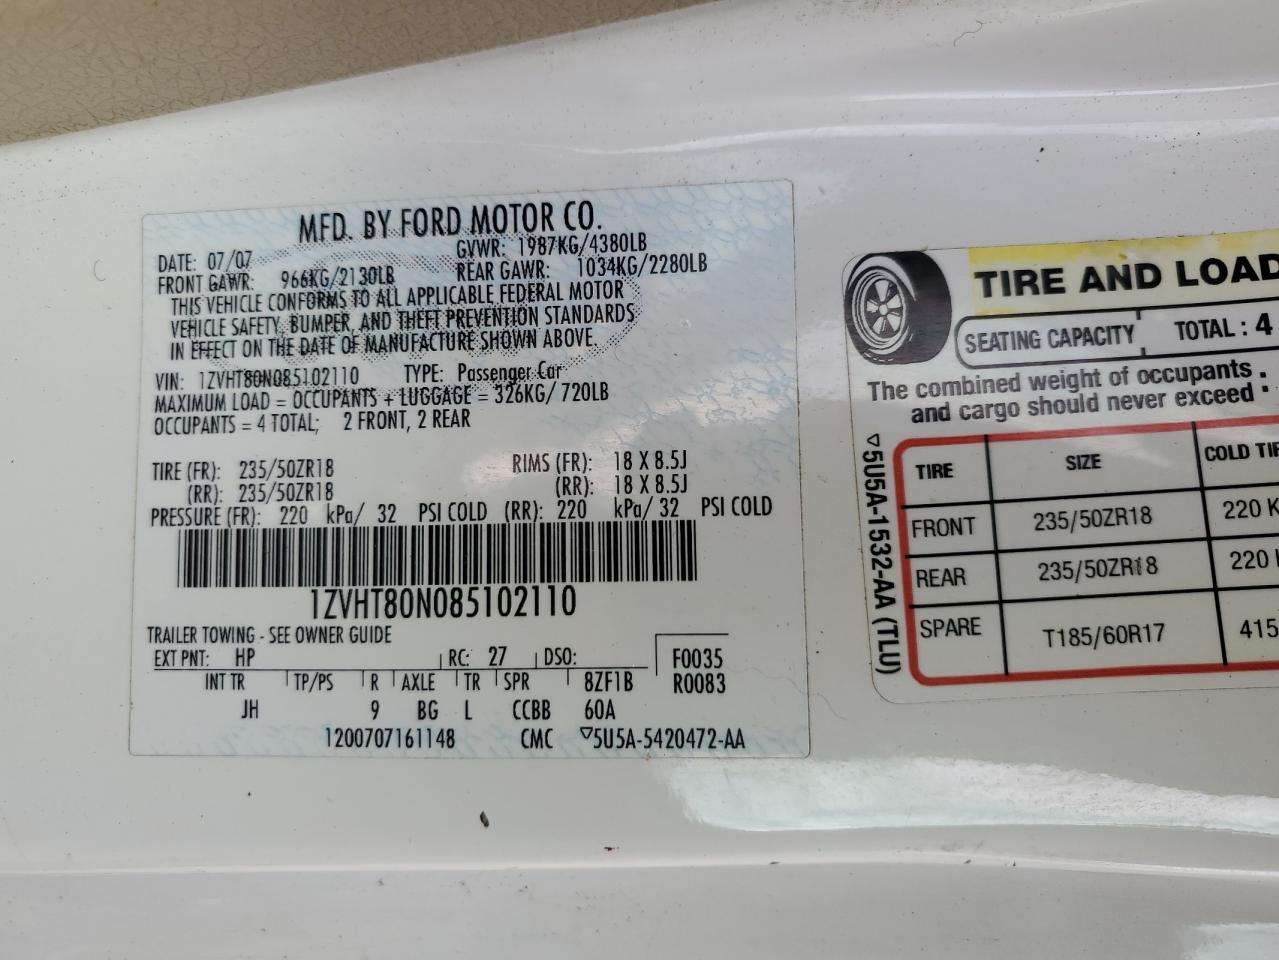 MFD. BY FORD MOTOR CO.
DATE: 07/07 GVWR: 1987KG/4380LB
FRONT GAWR: 966KG/2130LB REAR GAWR: 1034KG/2280LB
THIS VEHICLE CONFORMS TO ALL APPLICABLE FEDERAL MOTOR
VEHICLE SAFETY, BUMPER, AND THEFT PREVENTION STANDARDS
IN EFFECT ON THE DATE OF MANUFACTURE SHOWN ABOVE.
VIN: 1ZVHT80N085102110 TYPE: Passenger Car
MAXIMUM LOAD = OCCUPANTS + LUGGAGE = 326KG/ 720LB
OCCUPANTS = 4 TOTAL; 2 FRONT, 2 REAR
TIRE (FR): 235/50ZR18 RIMS (FR): 18 X 8.5J
(RR): 235/50ZR18 (RR): 18 X 8.5J
PRESSURE (FR): 220 kPa/ 32 PSI COLD (RR): 220 kPa/ 32 PSI COLD
1ZVHT80N085102110
TRAILER TOWING - SEE OWNER GUIDE
EXT PNT: HP RC: 27 DSO: F0035
INT TR TP/PS R AXLE TR SPR 8ZF1B R0083
JH 9 BG L CCBB 60A
1200707161148 CMC ▽5U5A-5420472-AA
TIRE AND LOAD
SEATING CAPACITY TOTAL : 4
The combined weight of occupants
and cargo should never exceed
▽5U5A-1532-AA (TLU)
TIRE SIZE COLD TIR
FRONT 235/50ZR18 220 K
REAR 235/50ZR18 220
SPARE T185/60R17 415